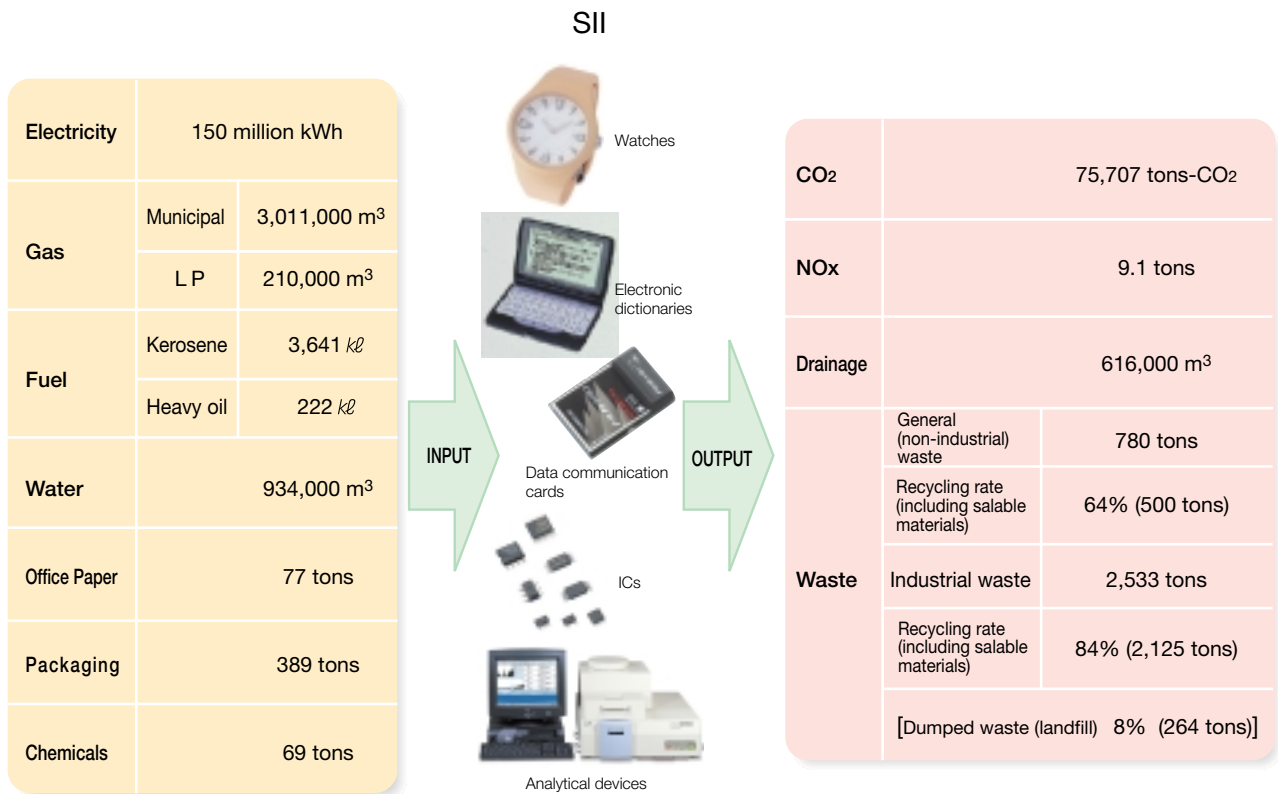 SII
Electricity 150 million kWh
Gas
Municipal 3,011,000 m³
L P 210,000 m³
Fuel
Kerosene 3,641 kℓ
Heavy oil 222 kℓ
Water 934,000 m³
Office Paper 77 tons
Packaging 389 tons
Chemicals 69 tons
INPUT
Watches
Electronic
dictionaries
Data communication
cards
ICs
Analytical devices
OUTPUT
CO₂ 75,707 tons-CO₂
NOx 9.1 tons
Drainage 616,000 m³
Waste
General
(non-industrial)
waste
780 tons
Recycling rate
(including salable
materials)
64% (500 tons)
Industrial waste 2,533 tons
Recycling rate
(including salable
materials)
84% (2,125 tons)
[Dumped waste (landfill) 8% (264 tons)]